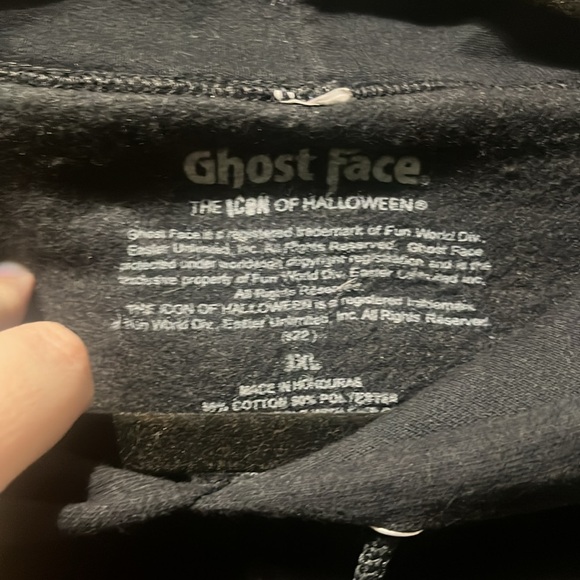 Ghost Face®
THE ICON OF HALLOWEEN®
Ghost Face is a registered trademark of Fun World Div.,
Easter Unlimited, Inc. All Rights Reserved. Ghost Face
protected under worldwide copyright registration and is the
exclusive property of Fun World Div. Easter Unlimited Inc.
All Rights Reserved.
THE ICON OF HALLOWEEN is a registered trademark
Fun World Div., Easter Unlimited, Inc. All Rights Reserved.
(922)
MADE IN HONDURAS
COTTON POLYESTER